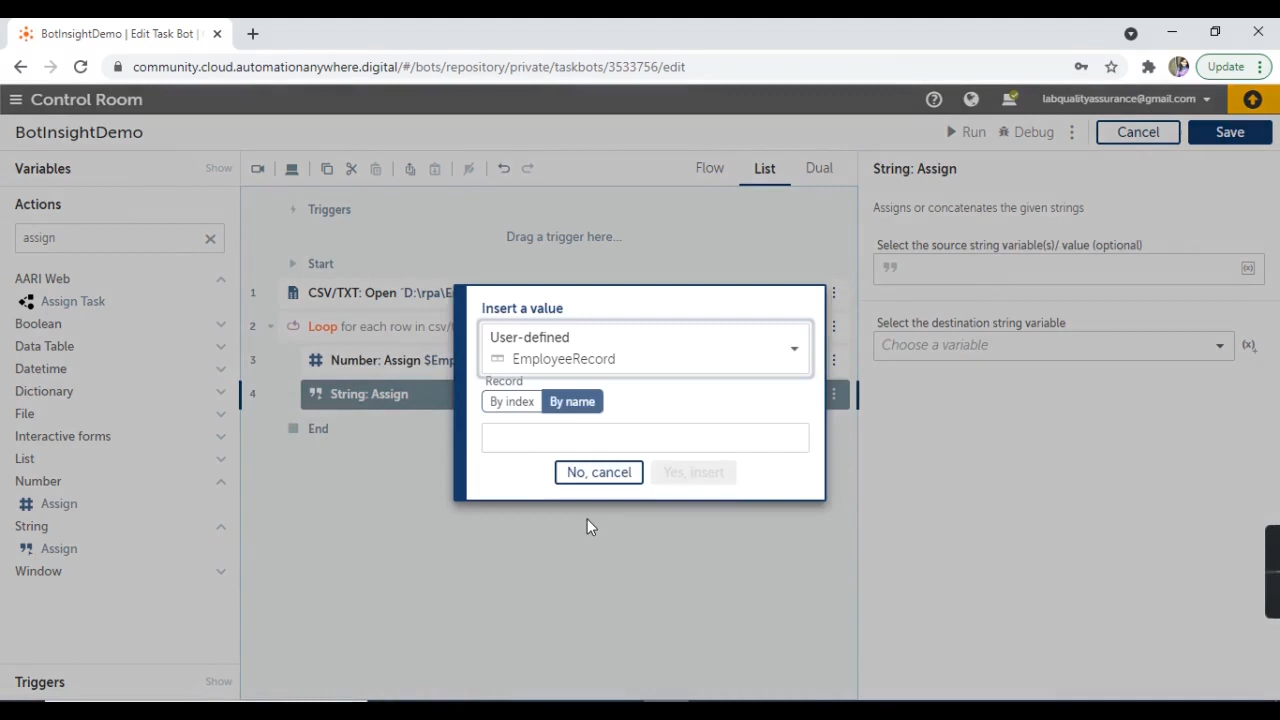 BotInsightDemo | Edit Task Bot |
community.cloud.automationanywhere.digital/#/bots/repository/private/taskbots/3533756/edit
Update
Control Room
labqualityassurance@gmail.com
BotInsightDemo
Run
Debug
Cancel
Save
Variables
Show
Flow
List
Dual
String: Assign
Actions
Triggers
Assigns or concatenates the given strings
assign
Drag a trigger here...
Select the source string variable(s)/ value (optional)
Start
AARI Web
1
CSV/TXT: Open
Assign Task
Insert a value
Boolean
2
Loop for each row in csv/
User-defined
Select the destination string variable
Data Table
EmployeeRecord
Choose a variable
(x)
Datetime
3
Number: Assign
Record
Dictionary
4
String: Assign
By index
By name
File
End
Interactive forms
List
No, cancel
Yes, insert
Number
Assign
String
Assign
Window
Triggers
Show